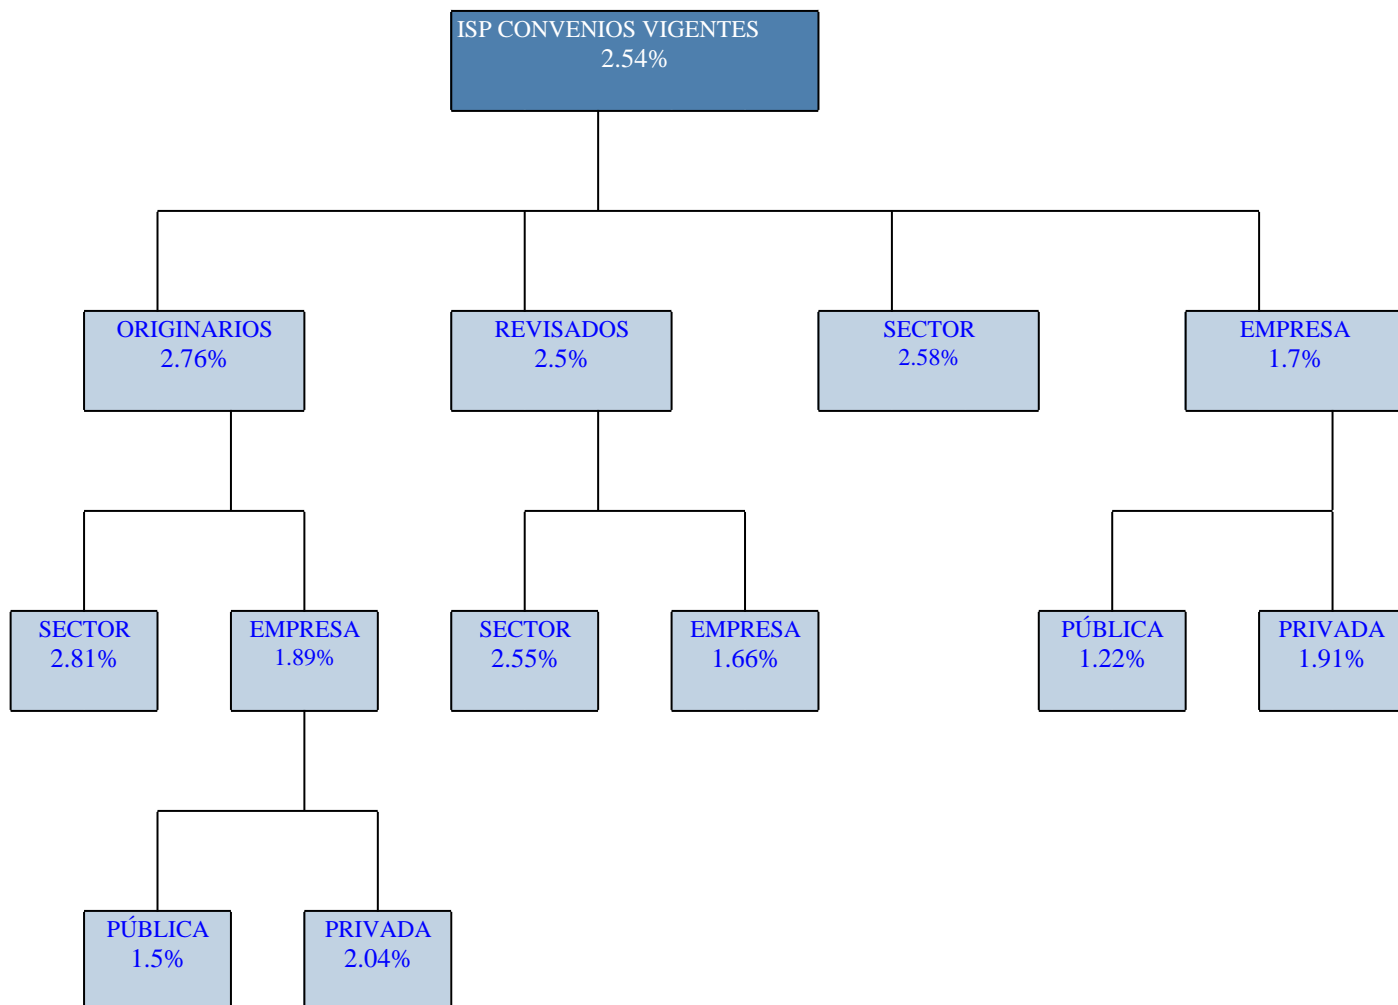 ISP CONVENIOS VIGENTES
2.54%
ORIGINARIOS
2.76%
REVISADOS
2.5%
SECTOR
2.58%
EMPRESA
1.7%
SECTOR
2.81%
EMPRESA
1.89%
SECTOR
2.55%
EMPRESA
1.66%
PÚBLICA
1.22%
PRIVADA
1.91%
PÚBLICA
1.5%
PRIVADA
2.04%